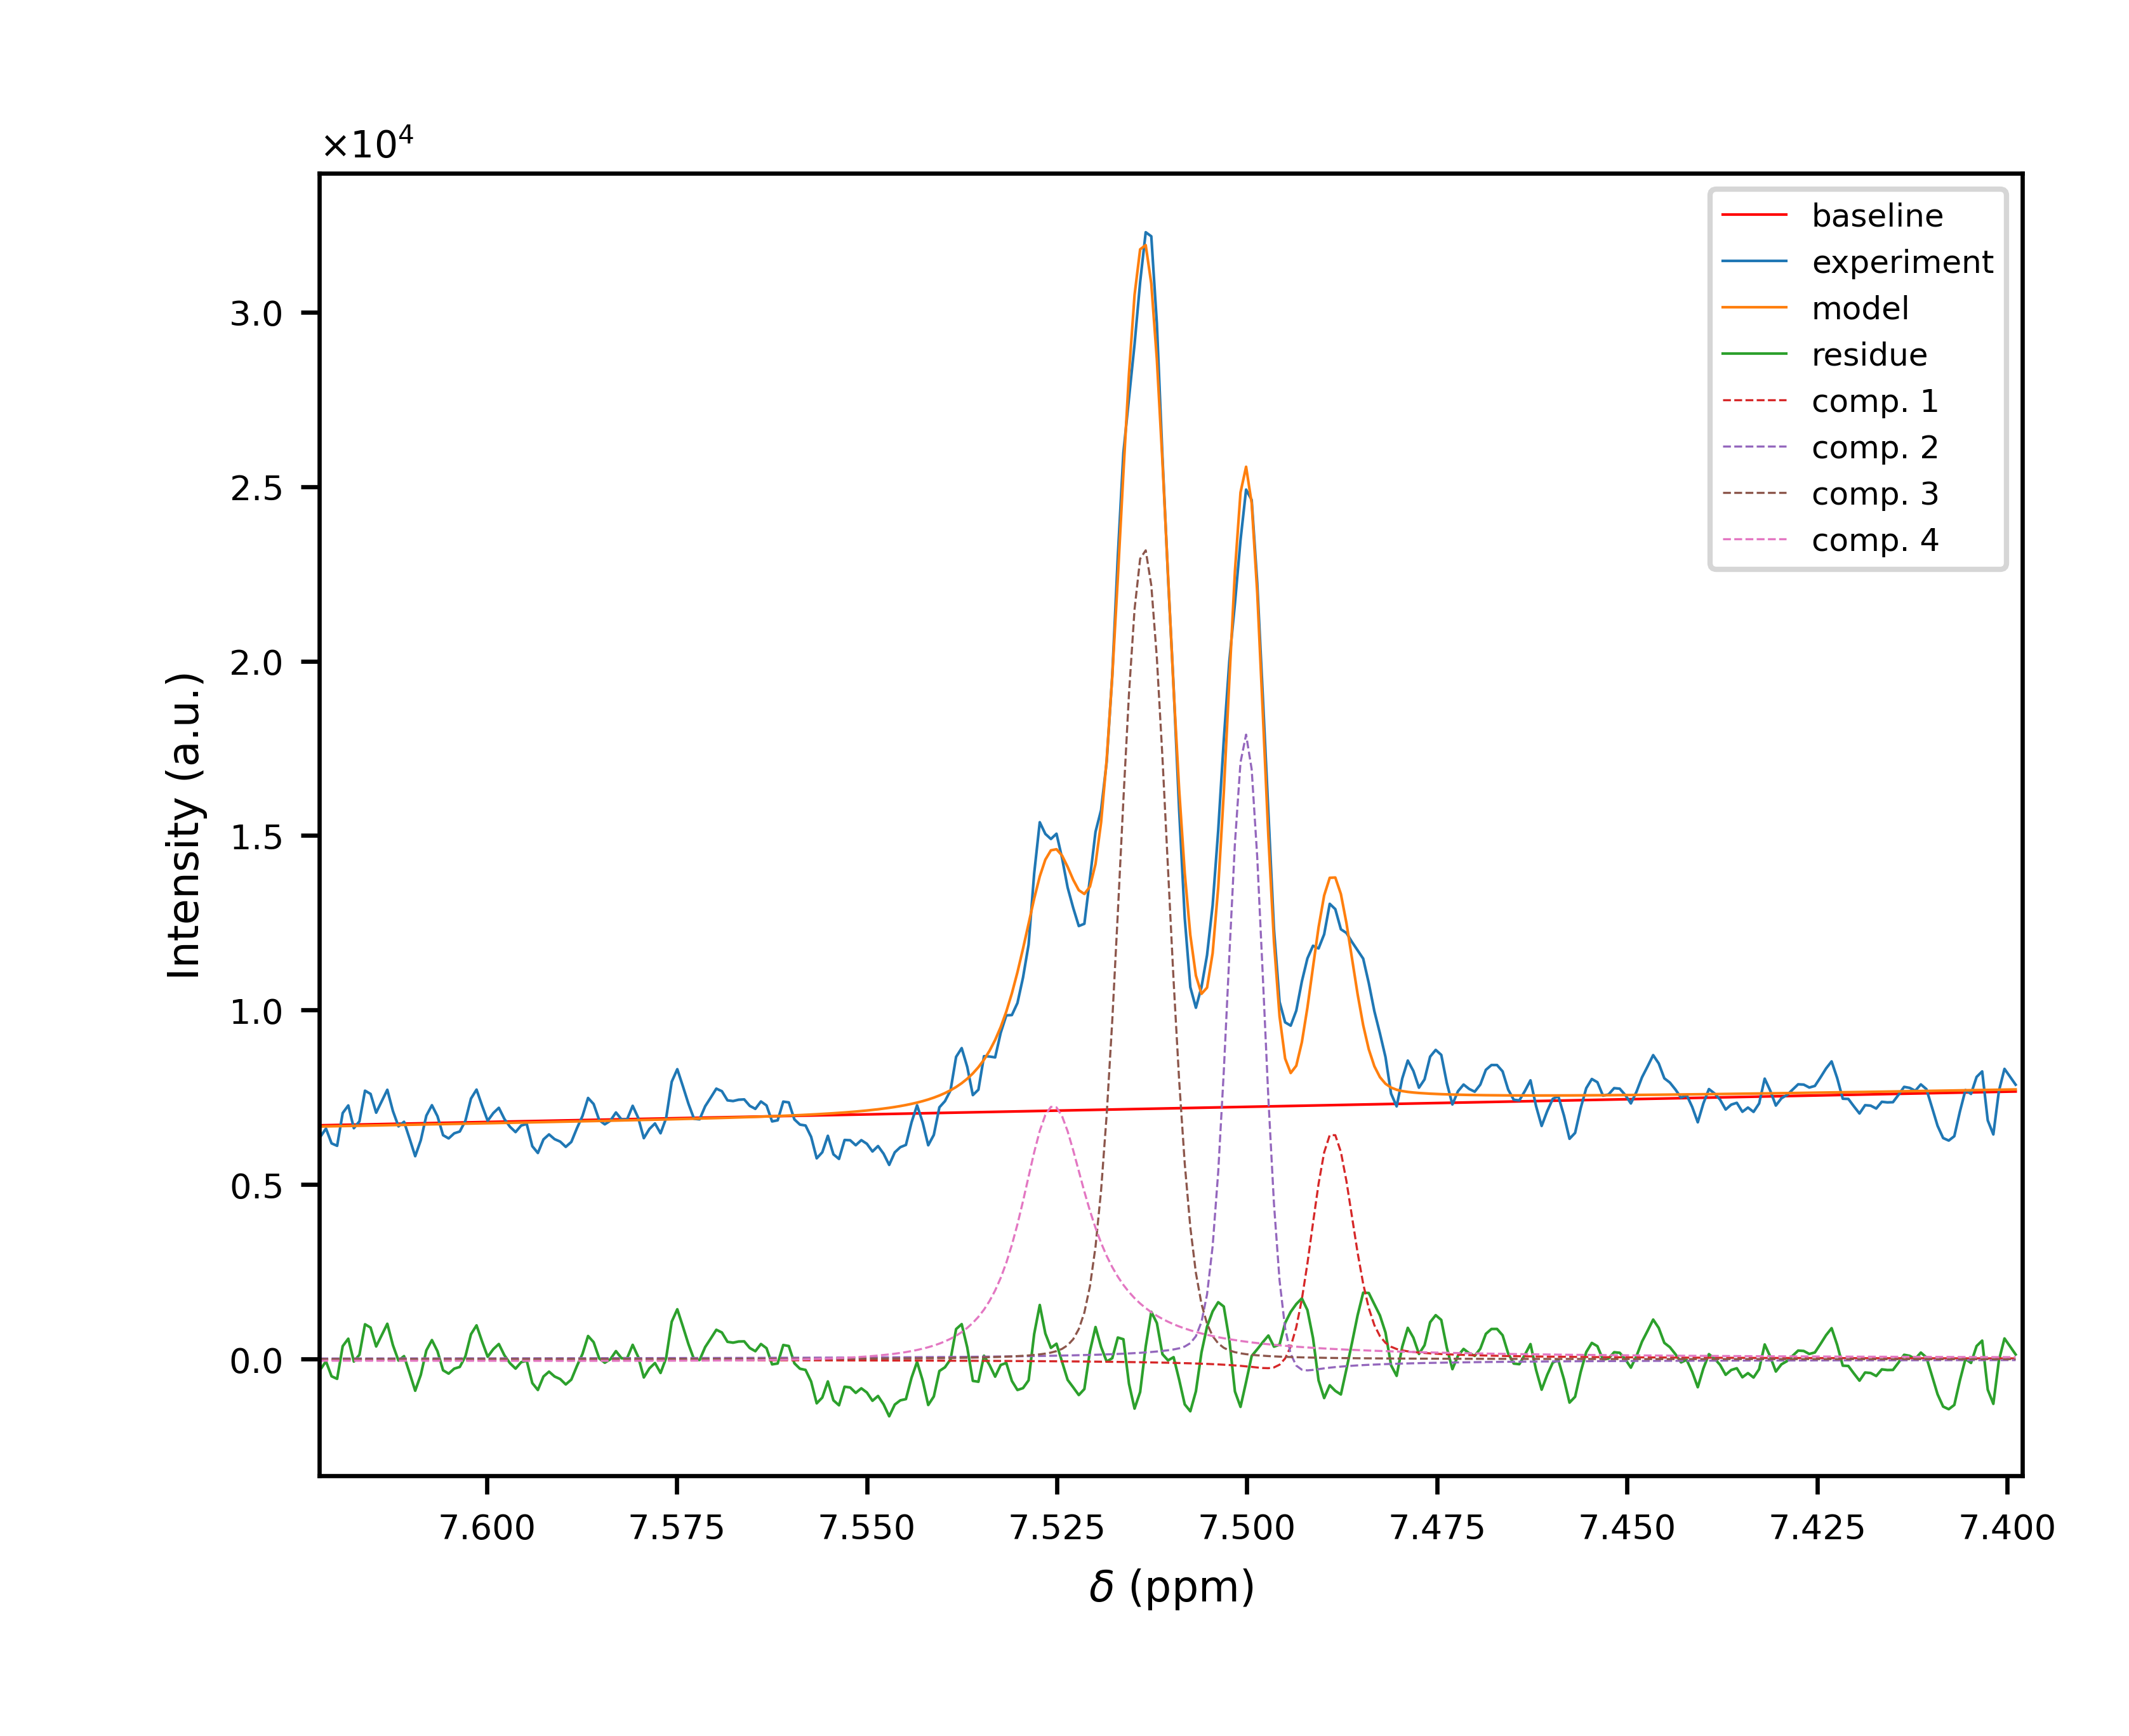 ×10⁴
3.0
2.5
2.0
1.5
1.0
0.5
0.0
Intensity (a.u.)
7.600 7.575 7.550 7.525 7.500 7.475 7.450 7.425 7.400
δ (ppm)
baseline
experiment
model
residue
comp. 1
comp. 2
comp. 3
comp. 4